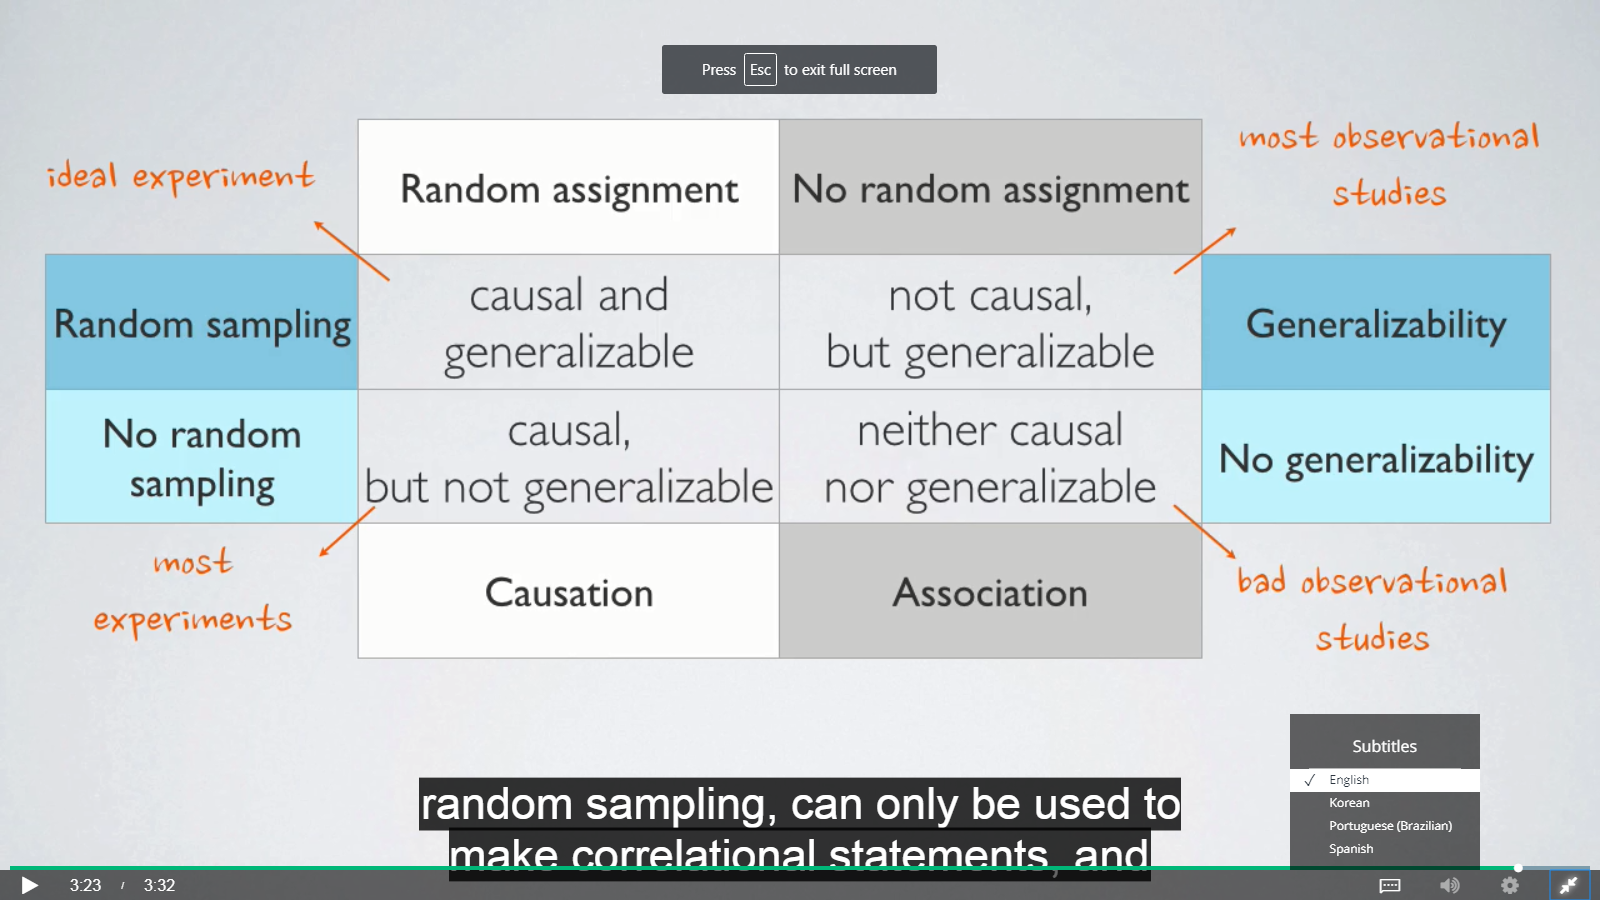 Press Esc to exit full screen
ideal experiment
most observational
studies
Random assignment
No random assignment
Random sampling
causal and
generalizable
not causal,
but generalizable
Generalizability
No random
sampling
causal,
but not generalizable
neither causal
nor generalizable
No generalizability
most
experiments
Causation
Association
bad observational
studies
Subtitles
✓ English
Korean
Portuguese (Brazilian)
Spanish
random sampling, can only be used to
make correlational statements, and
3:23 / 3:32